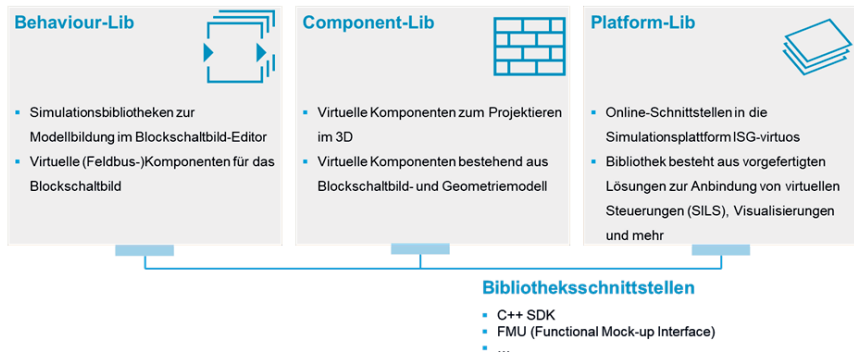 Behaviour-Lib
▪ Simulationsbibliotheken zur
Modellbildung im Blockschaltbild-Editor
▪ Virtuelle (Feldbus-)Komponenten für das
Blockschaltbild
Component-Lib
▪ Virtuelle Komponenten zum Projektieren
im 3D
▪ Virtuelle Komponenten bestehend aus
Blockschaltbild- und Geometriemodell
Platform-Lib
▪ Online-Schnittstellen in die
Simulationsplattform ISG-virtuos
▪ Bibliothek besteht aus vorgefertigten
Lösungen zur Anbindung von virtuellen
Steuerungen (SILS), Visualisierungen
und mehr
Bibliotheksschnittstellen
▪ C++ SDK
▪ FMU (Functional Mock-up Interface)
▪ ...